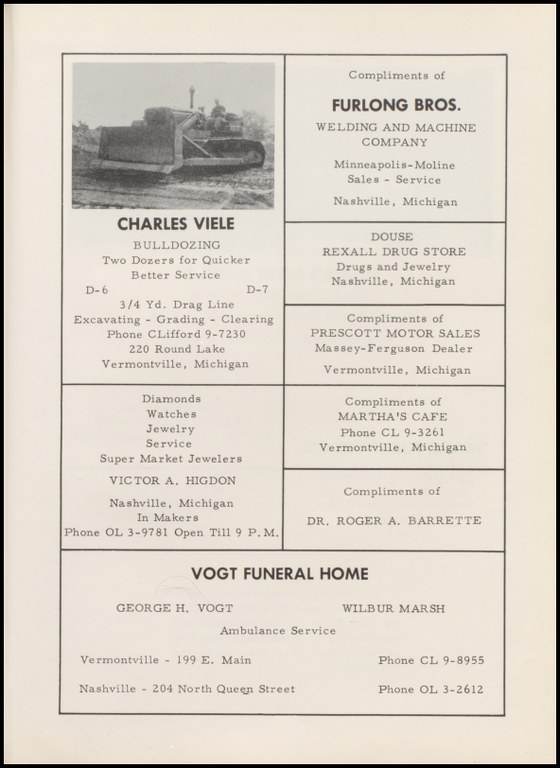 CHARLES VIELE
BULLDOZING
Two Dozers for Quicker
Better Service
D-6 D-7
3/4 Yd. Drag Line
Excavating - Grading - Clearing
Phone CLifford 9-7230
220 Round Lake
Vermontville, Michigan
Diamonds
Watches
Jewelry
Service
Super Market Jewelers
VICTOR A. HIGDON
Nashville, Michigan
In Makers
Phone OL 3-9781 Open Till 9 P.M.
Compliments of
FURLONG BROS.
WELDING AND MACHINE
COMPANY
Minneapolis-Moline
Sales - Service
Nashville, Michigan
DOUSE
REXALL DRUG STORE
Drugs and Jewelry
Nashville, Michigan
Compliments of
PRESCOTT MOTOR SALES
Massey-Ferguson Dealer
Vermontville, Michigan
Compliments of
MARTHA'S CAFE
Phone CL 9-3261
Vermontville, Michigan
Compliments of
DR. ROGER A. BARRETTE
VOGT FUNERAL HOME
GEORGE H. VOGT WILBUR MARSH
Ambulance Service
Vermontville - 199 E. Main Phone CL 9-8955
Nashville - 204 North Queen Street Phone OL 3-2612